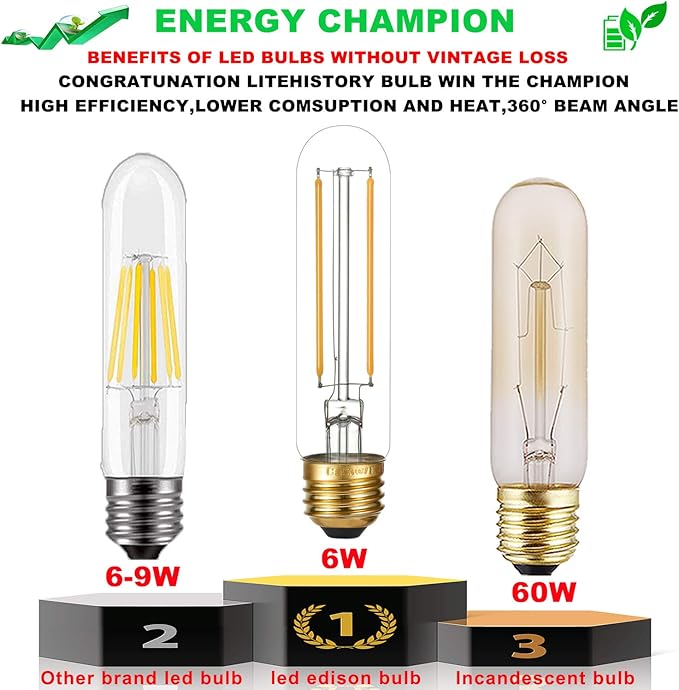 ENERGY CHAMPION
BENEFITS OF LED BULBS WITHOUT VINTAGE LOSS
CONGRATUNATION LITEHISTORY BULB WIN THE CHAMPION
HIGH EFFICIENCY,LOWER COMSUPTION AND HEAT,360° BEAM ANGLE
6-9W
6W
60W
2
1
3
Other brand led bulb
led edison bulb
Incandescent bulb